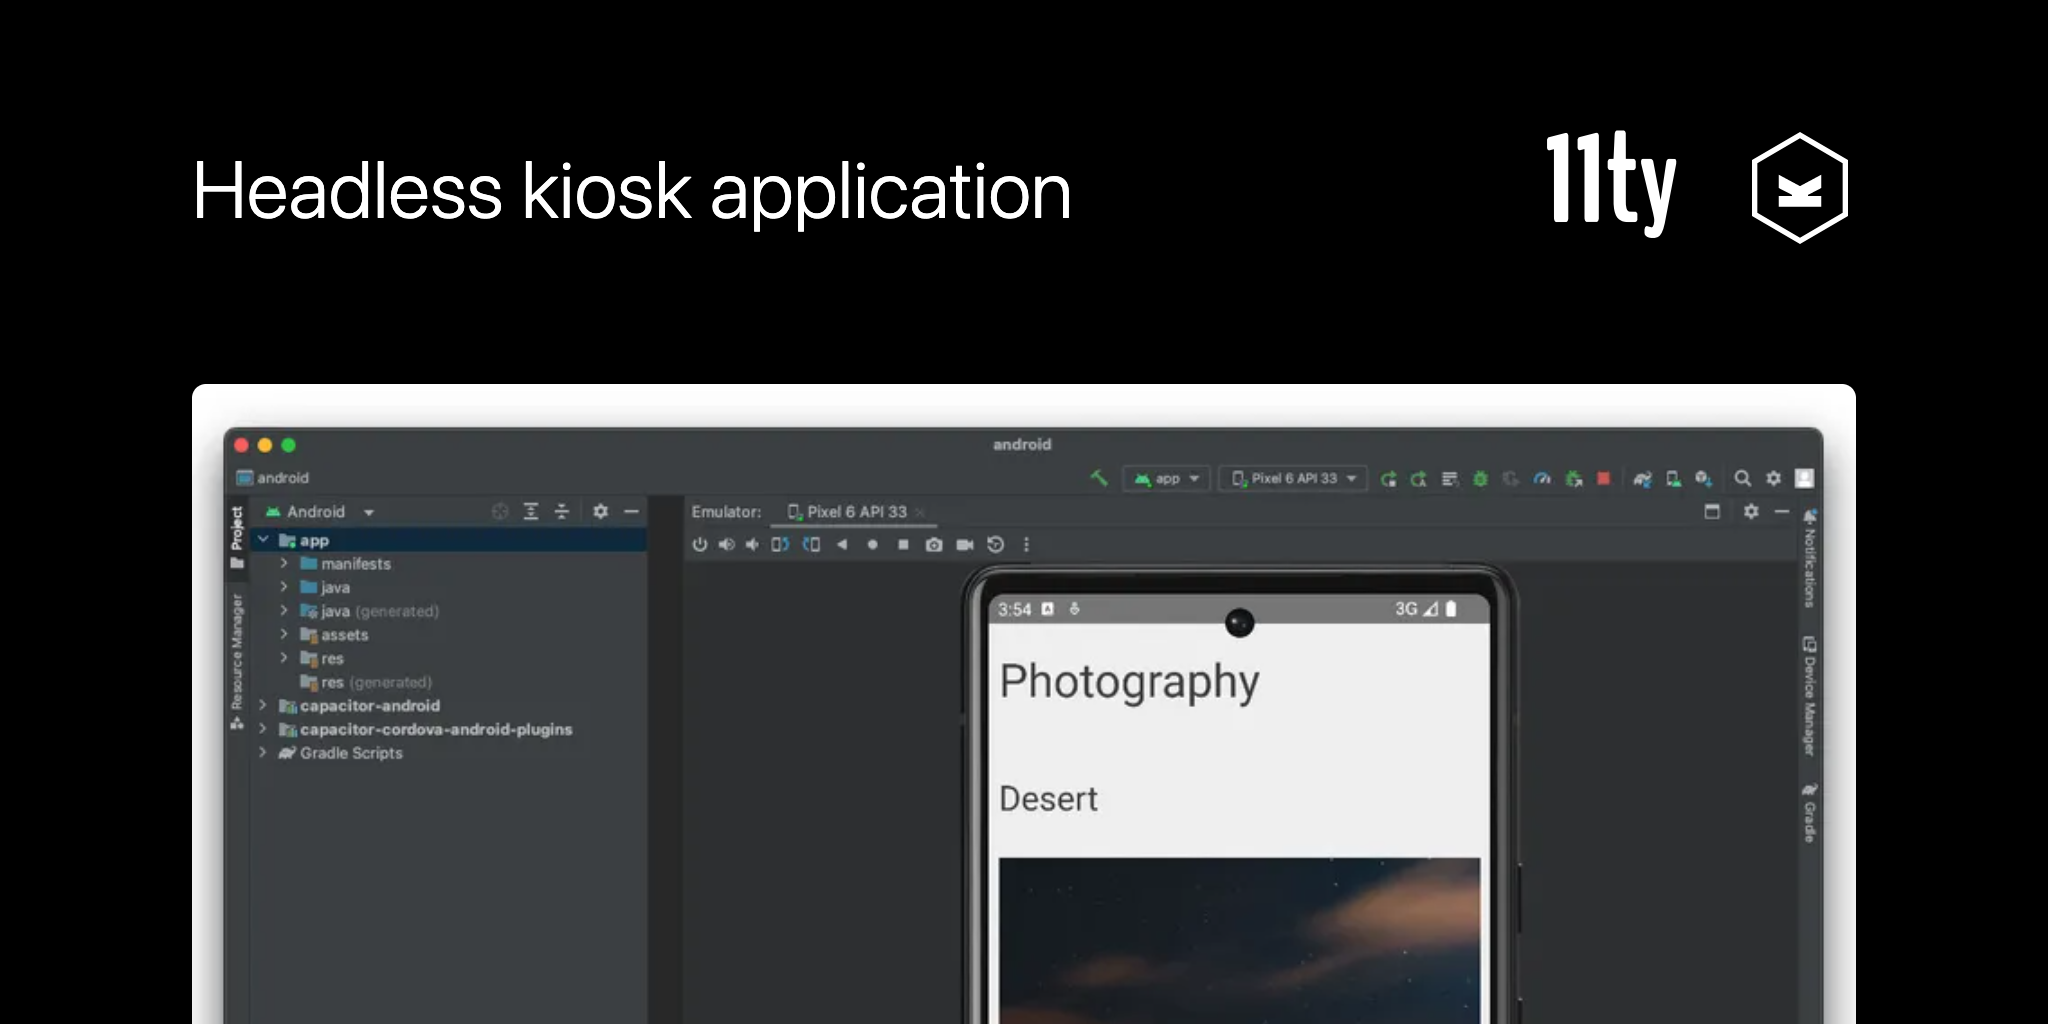 Headless kiosk application
11ty
android
android
app
Pixel 6 API 33
Project
Resource Manager
Android
app
manifests
java
java (generated)
assets
res
res (generated)
capacitor-android
capacitor-cordova-android-plugins
Gradle Scripts
Emulator:
Pixel 6 API 33
3:54
3G
Photography
Desert
Notifications
Device Manager
Gradle